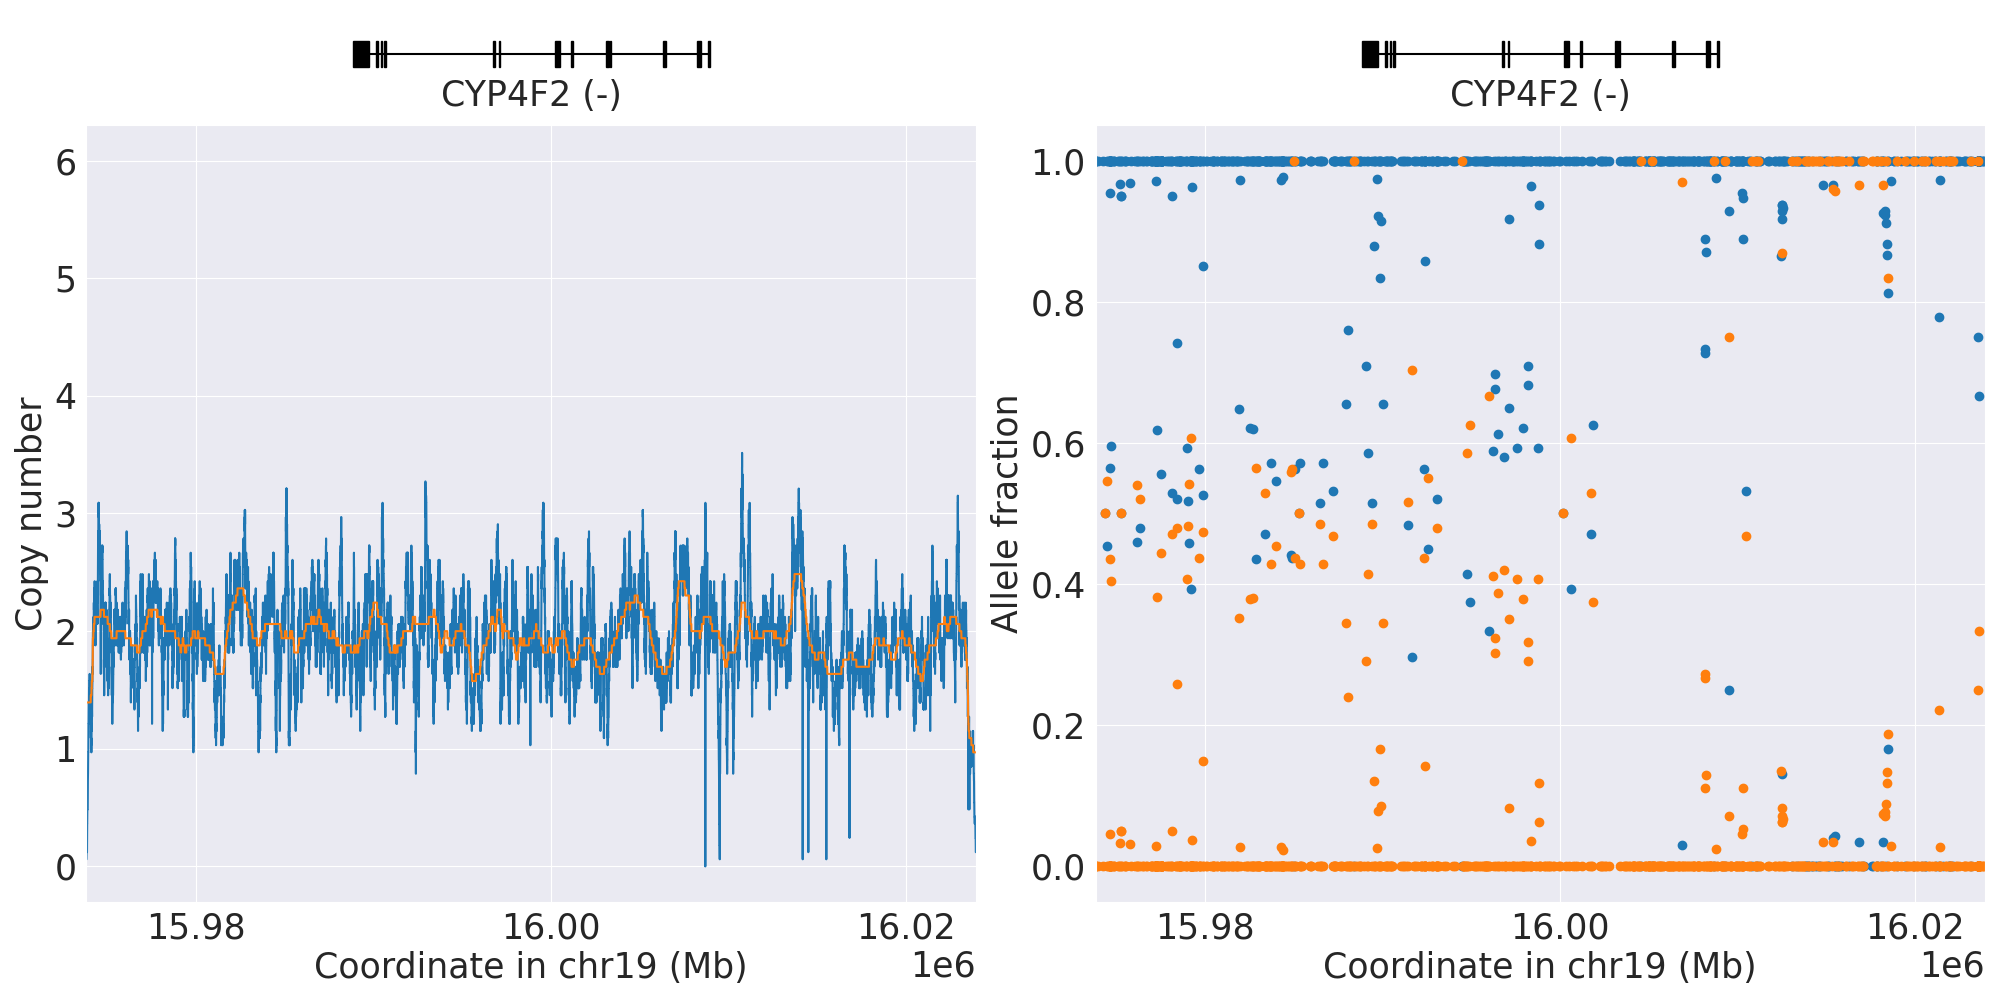 CYP4F2 (-)
6
5
4
3
2
1
0
Copy number
15.98
16.00
16.02
Coordinate in chr19 (Mb)
1e6
CYP4F2 (-)
1.0
0.8
0.6
0.4
0.2
0.0
Allele fraction
15.98
16.00
16.02
Coordinate in chr19 (Mb)
1e6